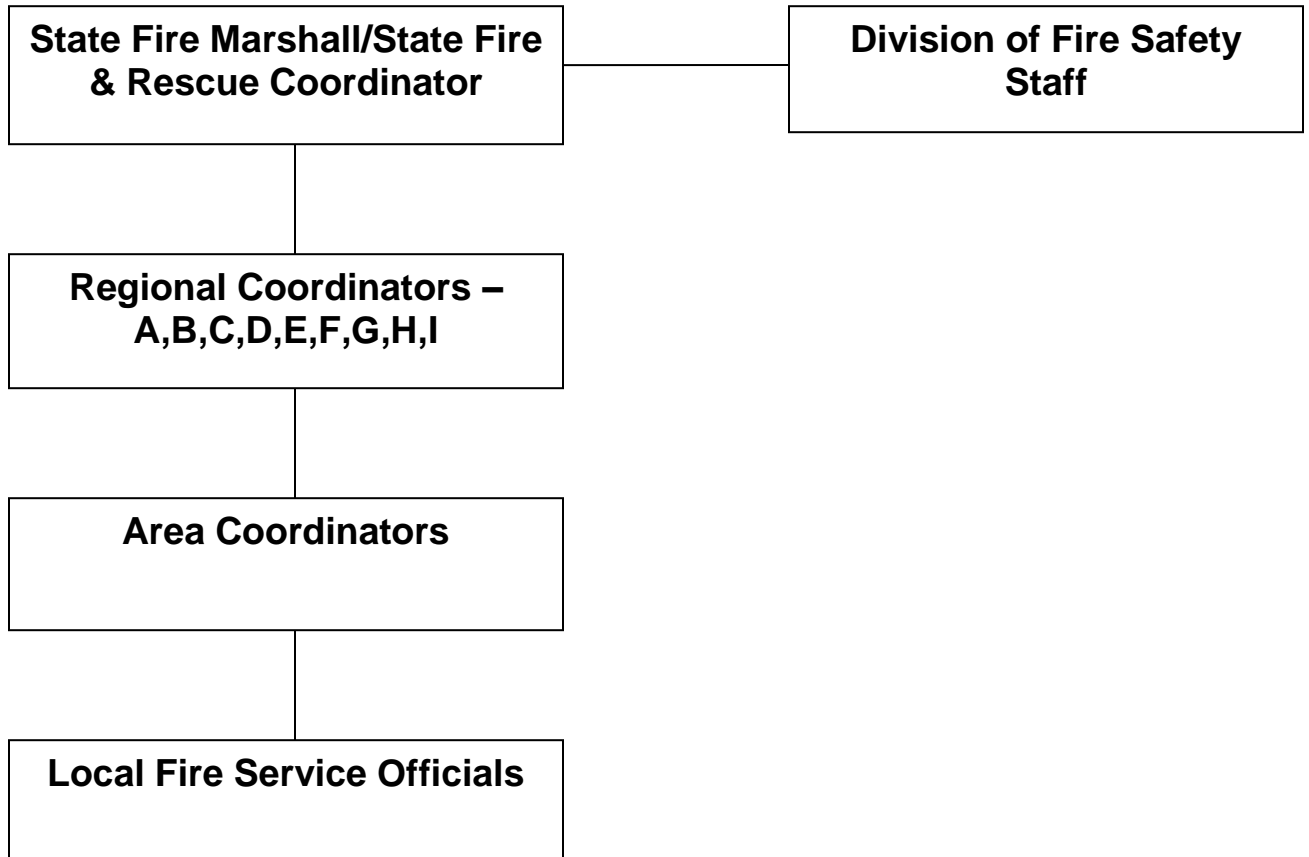 State Fire Marshall/State Fire
& Rescue Coordinator
Division of Fire Safety
Staff
Regional Coordinators –
A,B,C,D,E,F,G,H,I
Area Coordinators
Local Fire Service Officials